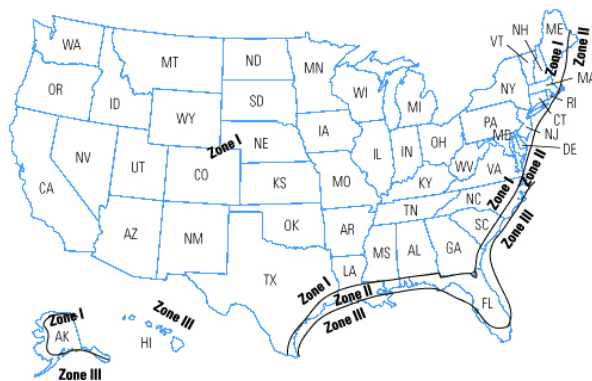 WA
MT
ND
MN
VT
NH
ME
Zone I
Zone II
OR
ID
SD
WI
MI
NY
MA
RI
CT
WY
Zone I
NE
IA
PA
NJ
MD
DE
NV
UT
CO
IL
IN
OH
WV
VA
Zone II
CA
KS
MO
KY
Zone I
NC
Zone III
AZ
NM
OK
AR
TN
SC
TX
LA
MS
AL
GA
Zone I
Zone II
Zone III
FL
Zone I
AK
Zone III
HI
Zone III